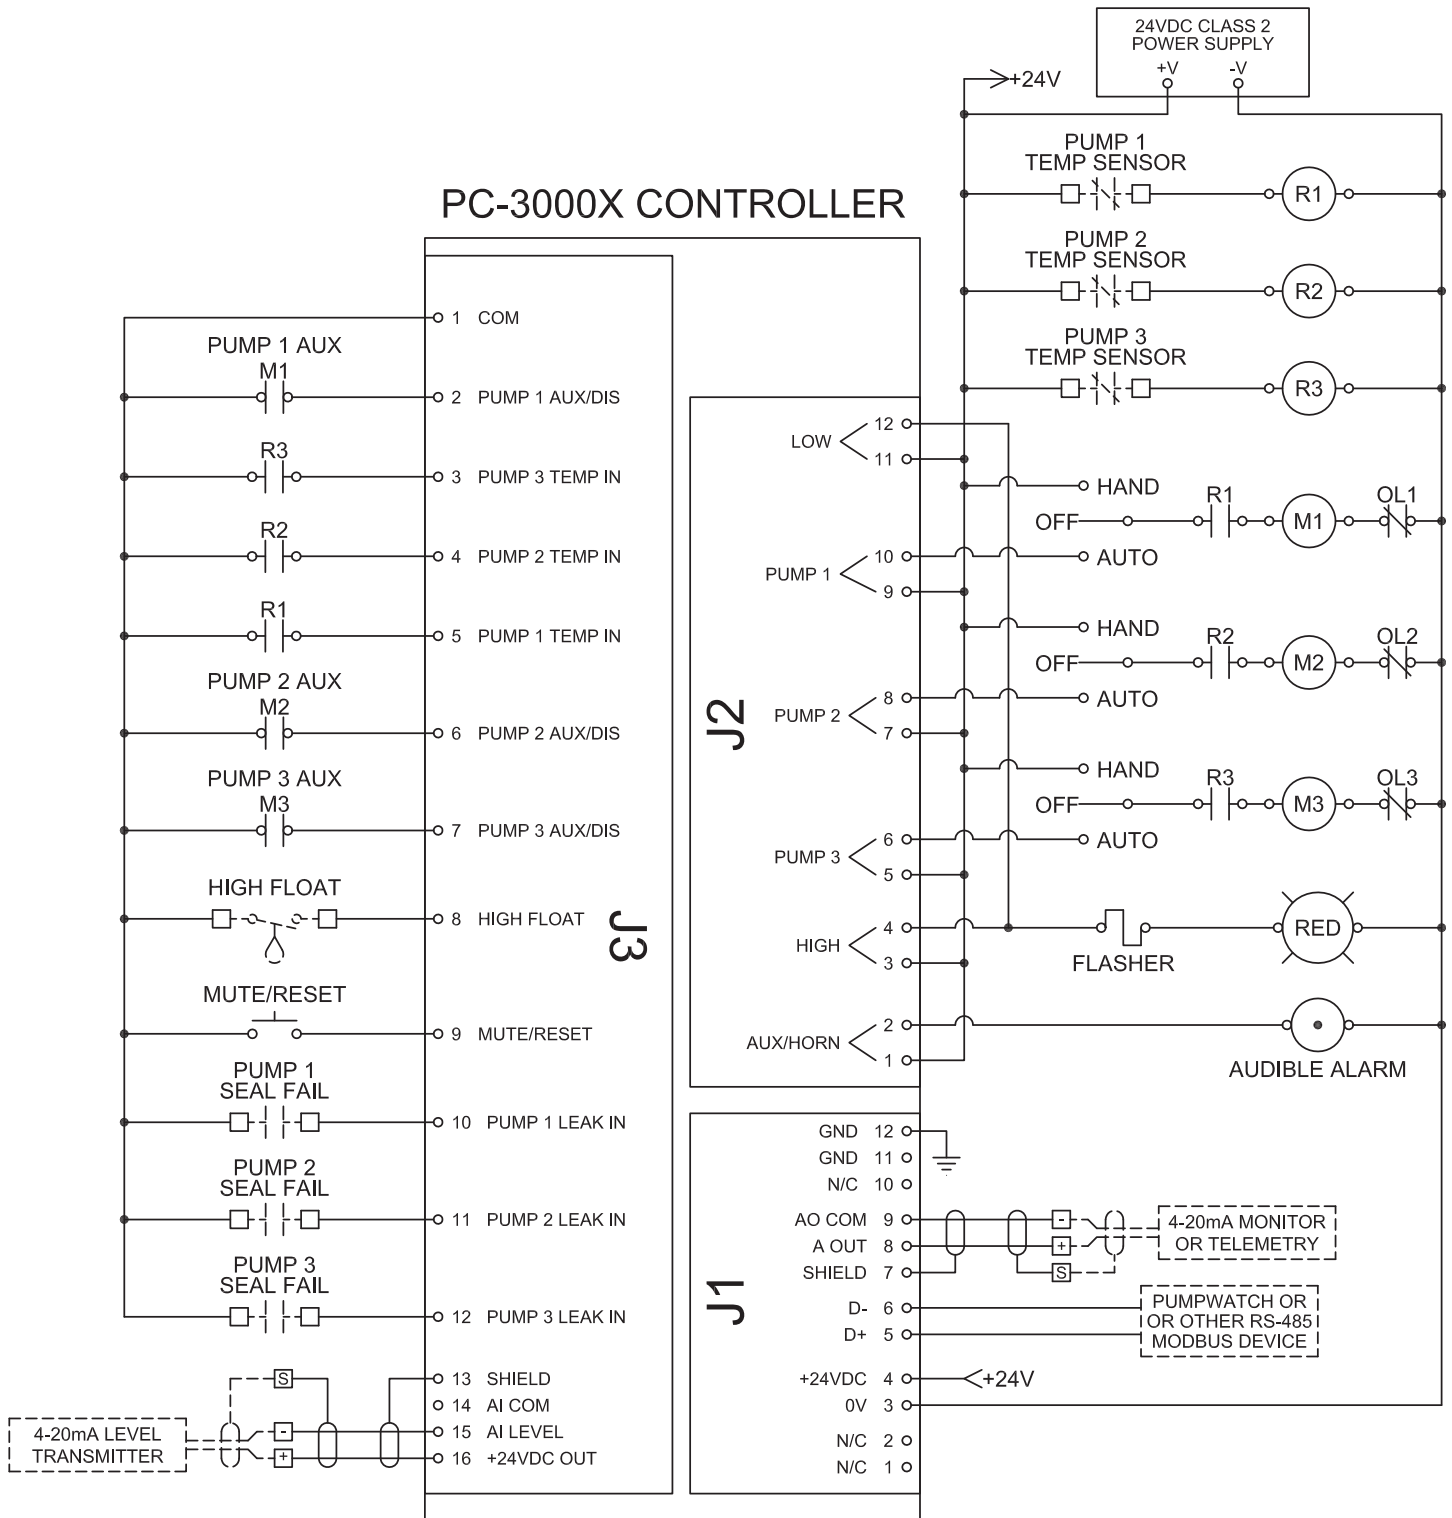 24VDC CLASS 2
POWER SUPPLY
+V -V
+24V
PUMP 1
TEMP SENSOR
R1
PUMP 2
TEMP SENSOR
R2
PUMP 3
TEMP SENSOR
R3
PC-3000X CONTROLLER
1 COM
PUMP 1 AUX
M1
2 PUMP 1 AUX/DIS
R3
3 PUMP 3 TEMP IN
R2
4 PUMP 2 TEMP IN
R1
5 PUMP 1 TEMP IN
PUMP 2 AUX
M2
6 PUMP 2 AUX/DIS
PUMP 3 AUX
M3
7 PUMP 3 AUX/DIS
HIGH FLOAT
8 HIGH FLOAT
MUTE/RESET
9 MUTE/RESET
PUMP 1
SEAL FAIL
10 PUMP 1 LEAK IN
PUMP 2
SEAL FAIL
11 PUMP 2 LEAK IN
PUMP 3
SEAL FAIL
12 PUMP 3 LEAK IN
S
13 SHIELD
14 AI COM
-
15 AI LEVEL
+
16 +24VDC OUT
4-20mA LEVEL
TRANSMITTER
J3
J2
LOW
12
11
PUMP 1
10
9
PUMP 2
8
7
PUMP 3
6
5
HIGH
4
3
AUX/HORN
2
1
HAND
OFF
AUTO
R1 M1 OL1
HAND
OFF
AUTO
R2 M2 OL2
HAND
OFF
AUTO
R3 M3 OL3
FLASHER
RED
AUDIBLE ALARM
J1
GND 12
GND 11
N/C 10
AO COM 9
A OUT 8
SHIELD 7
D- 6
D+ 5
+24VDC 4
0V 3
N/C 2
N/C 1
-
+
S
4-20mA MONITOR
OR TELEMETRY
PUMPWATCH OR
OR OTHER RS-485
MODBUS DEVICE
+24V